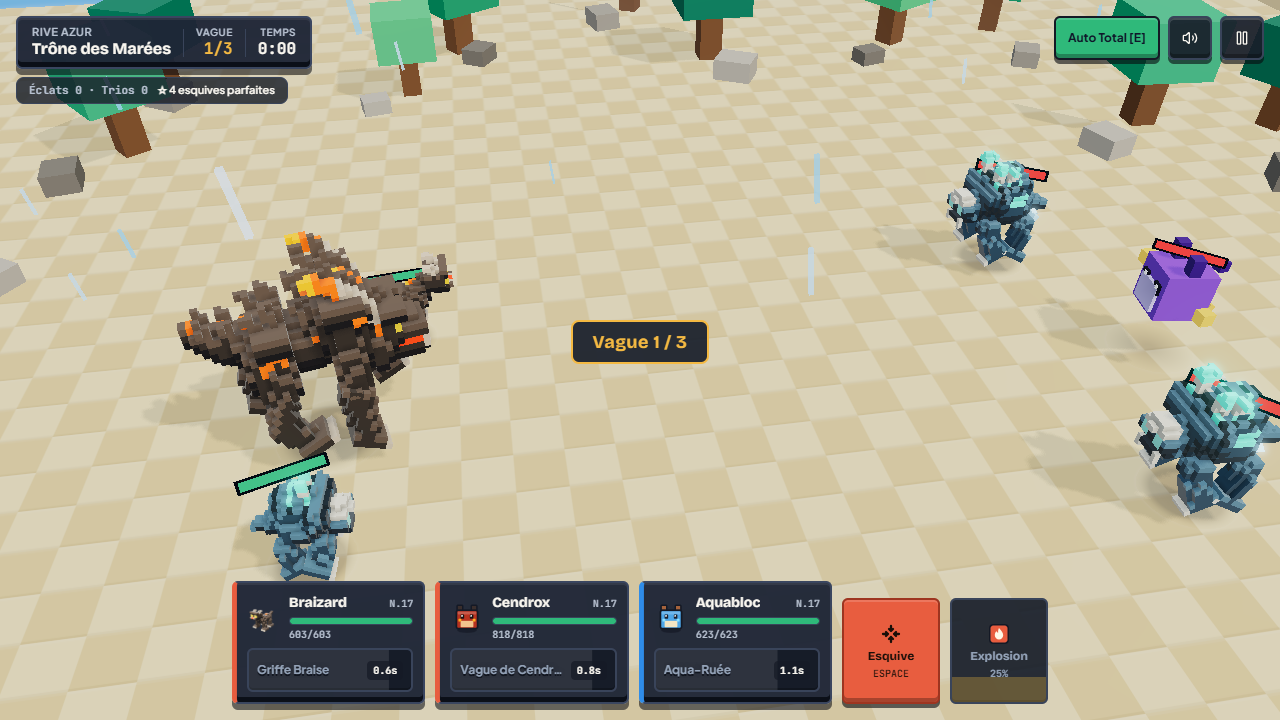 RIVE AZUR
Trône des Marées
VAGUE
1/3
TEMPS
0:00
Éclats 0 · Trios 0 ★ 4 esquives parfaites
Auto Total [E]
Vague 1 / 3
Braizard N.17
603/603
Griffe Braise 0.6s
Cendrox N.17
818/818
Vague de Cendr… 0.8s
Aquabloc N.17
623/623
Aqua-Ruée 1.1s
Esquive
ESPACE
Explosion
25%